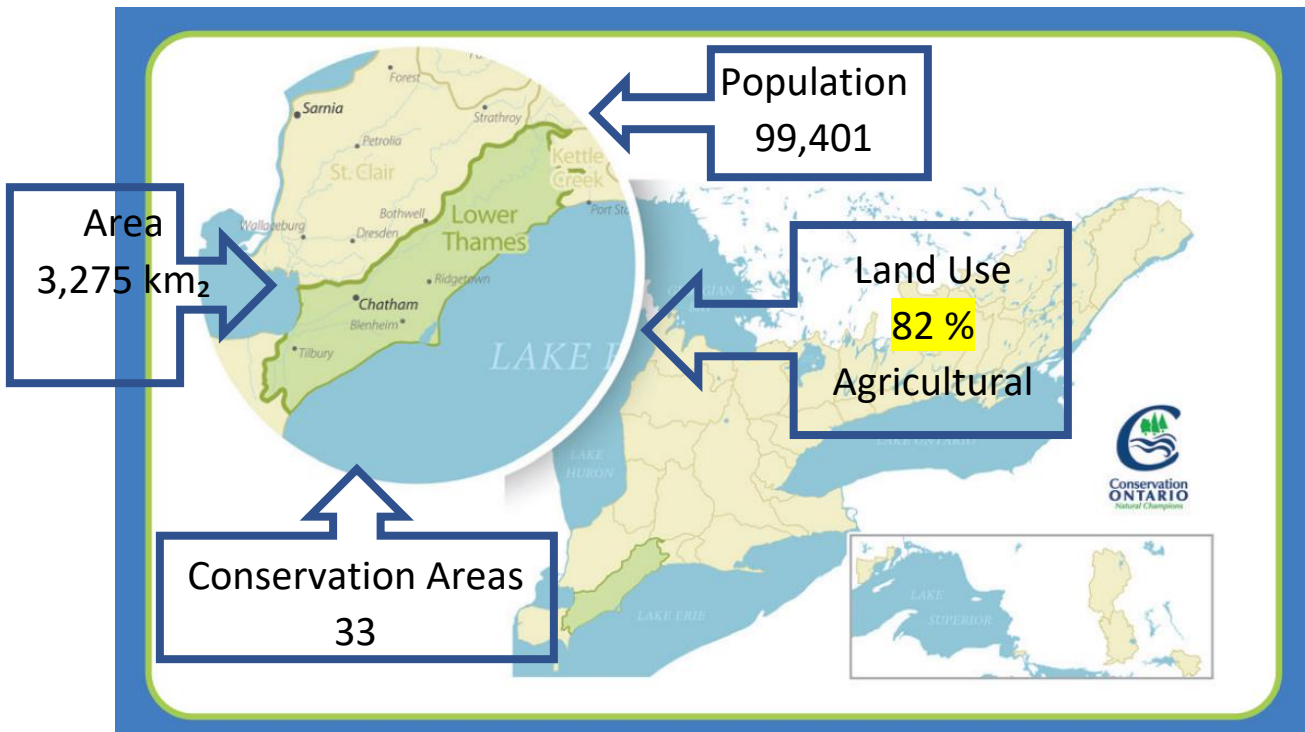 Population
99,401
Area
3,275 km₂
Land Use
82 %
Agricultural
Conservation Areas
33
Forest
Sarnia
Strathroy
Petrolia
St. Clair
Kettle
Creek
Wallaceburg
Bothwell
Dresden
Lower
Thames
Ridgetown
Chatham
Blenheim
Tilbury
LAKE
LAKE
HURON
LAKE ONTARIO
LAKE ERIE
Conservation
ONTARIO
Natural Champions
LAKE
SUPERIOR